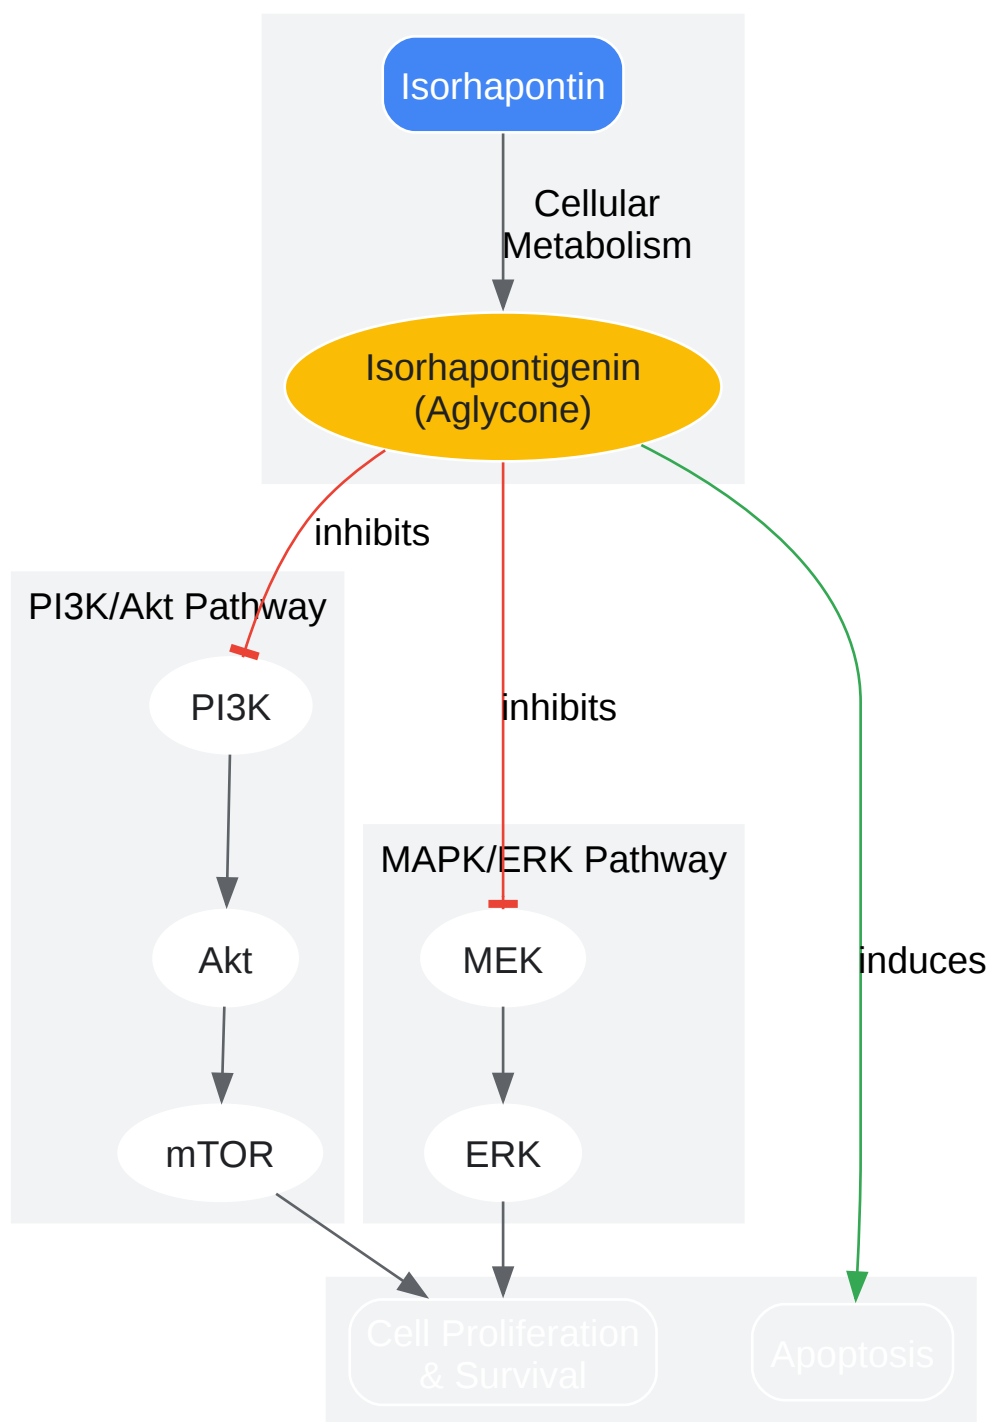 Isorhapontin
Cellular
Metabolism
Isorhapontigenin
(Aglycone)
inhibits
PI3K/Akt Pathway
PI3K
inhibits
MAPK/ERK Pathway
Akt
MEK
induces
mTOR
ERK
Cell Proliferation
& Survival
Apoptosis